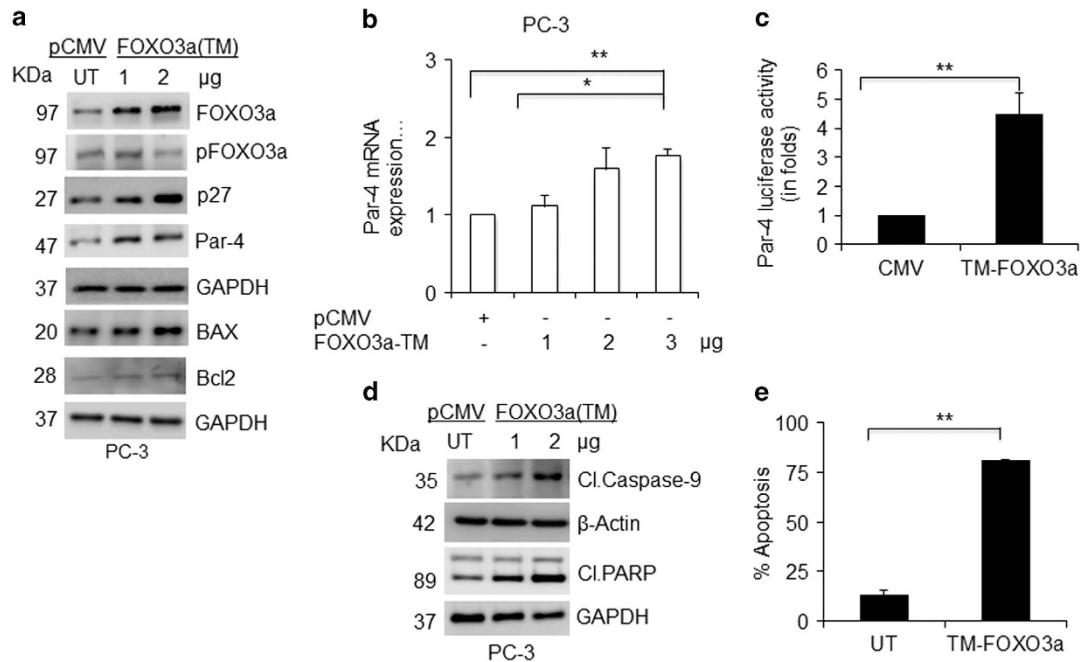 a
pCMV FOXO3a(TM)
KDa UT 1 2 µg
97 FOXO3a
97 pFOXO3a
27 p27
47 Par-4
37 GAPDH
20 BAX
28 Bcl2
37 GAPDH
PC-3
b
PC-3
Par-4 mRNA
expression...
3
2
1
0
**
*
pCMV + - - -
FOXO3a-TM - 1 2 3 µg
c
Par-4 luciferase activity
(in folds)
6
5
4
3
2
1
0
**
CMV TM-FOXO3a
d
pCMV FOXO3a(TM)
KDa UT 1 2 µg
35 Cl.Caspase-9
42 β-Actin
89 Cl.PARP
37 GAPDH
PC-3
e
% Apoptosis
100
75
50
25
0
**
UT TM-FOXO3a